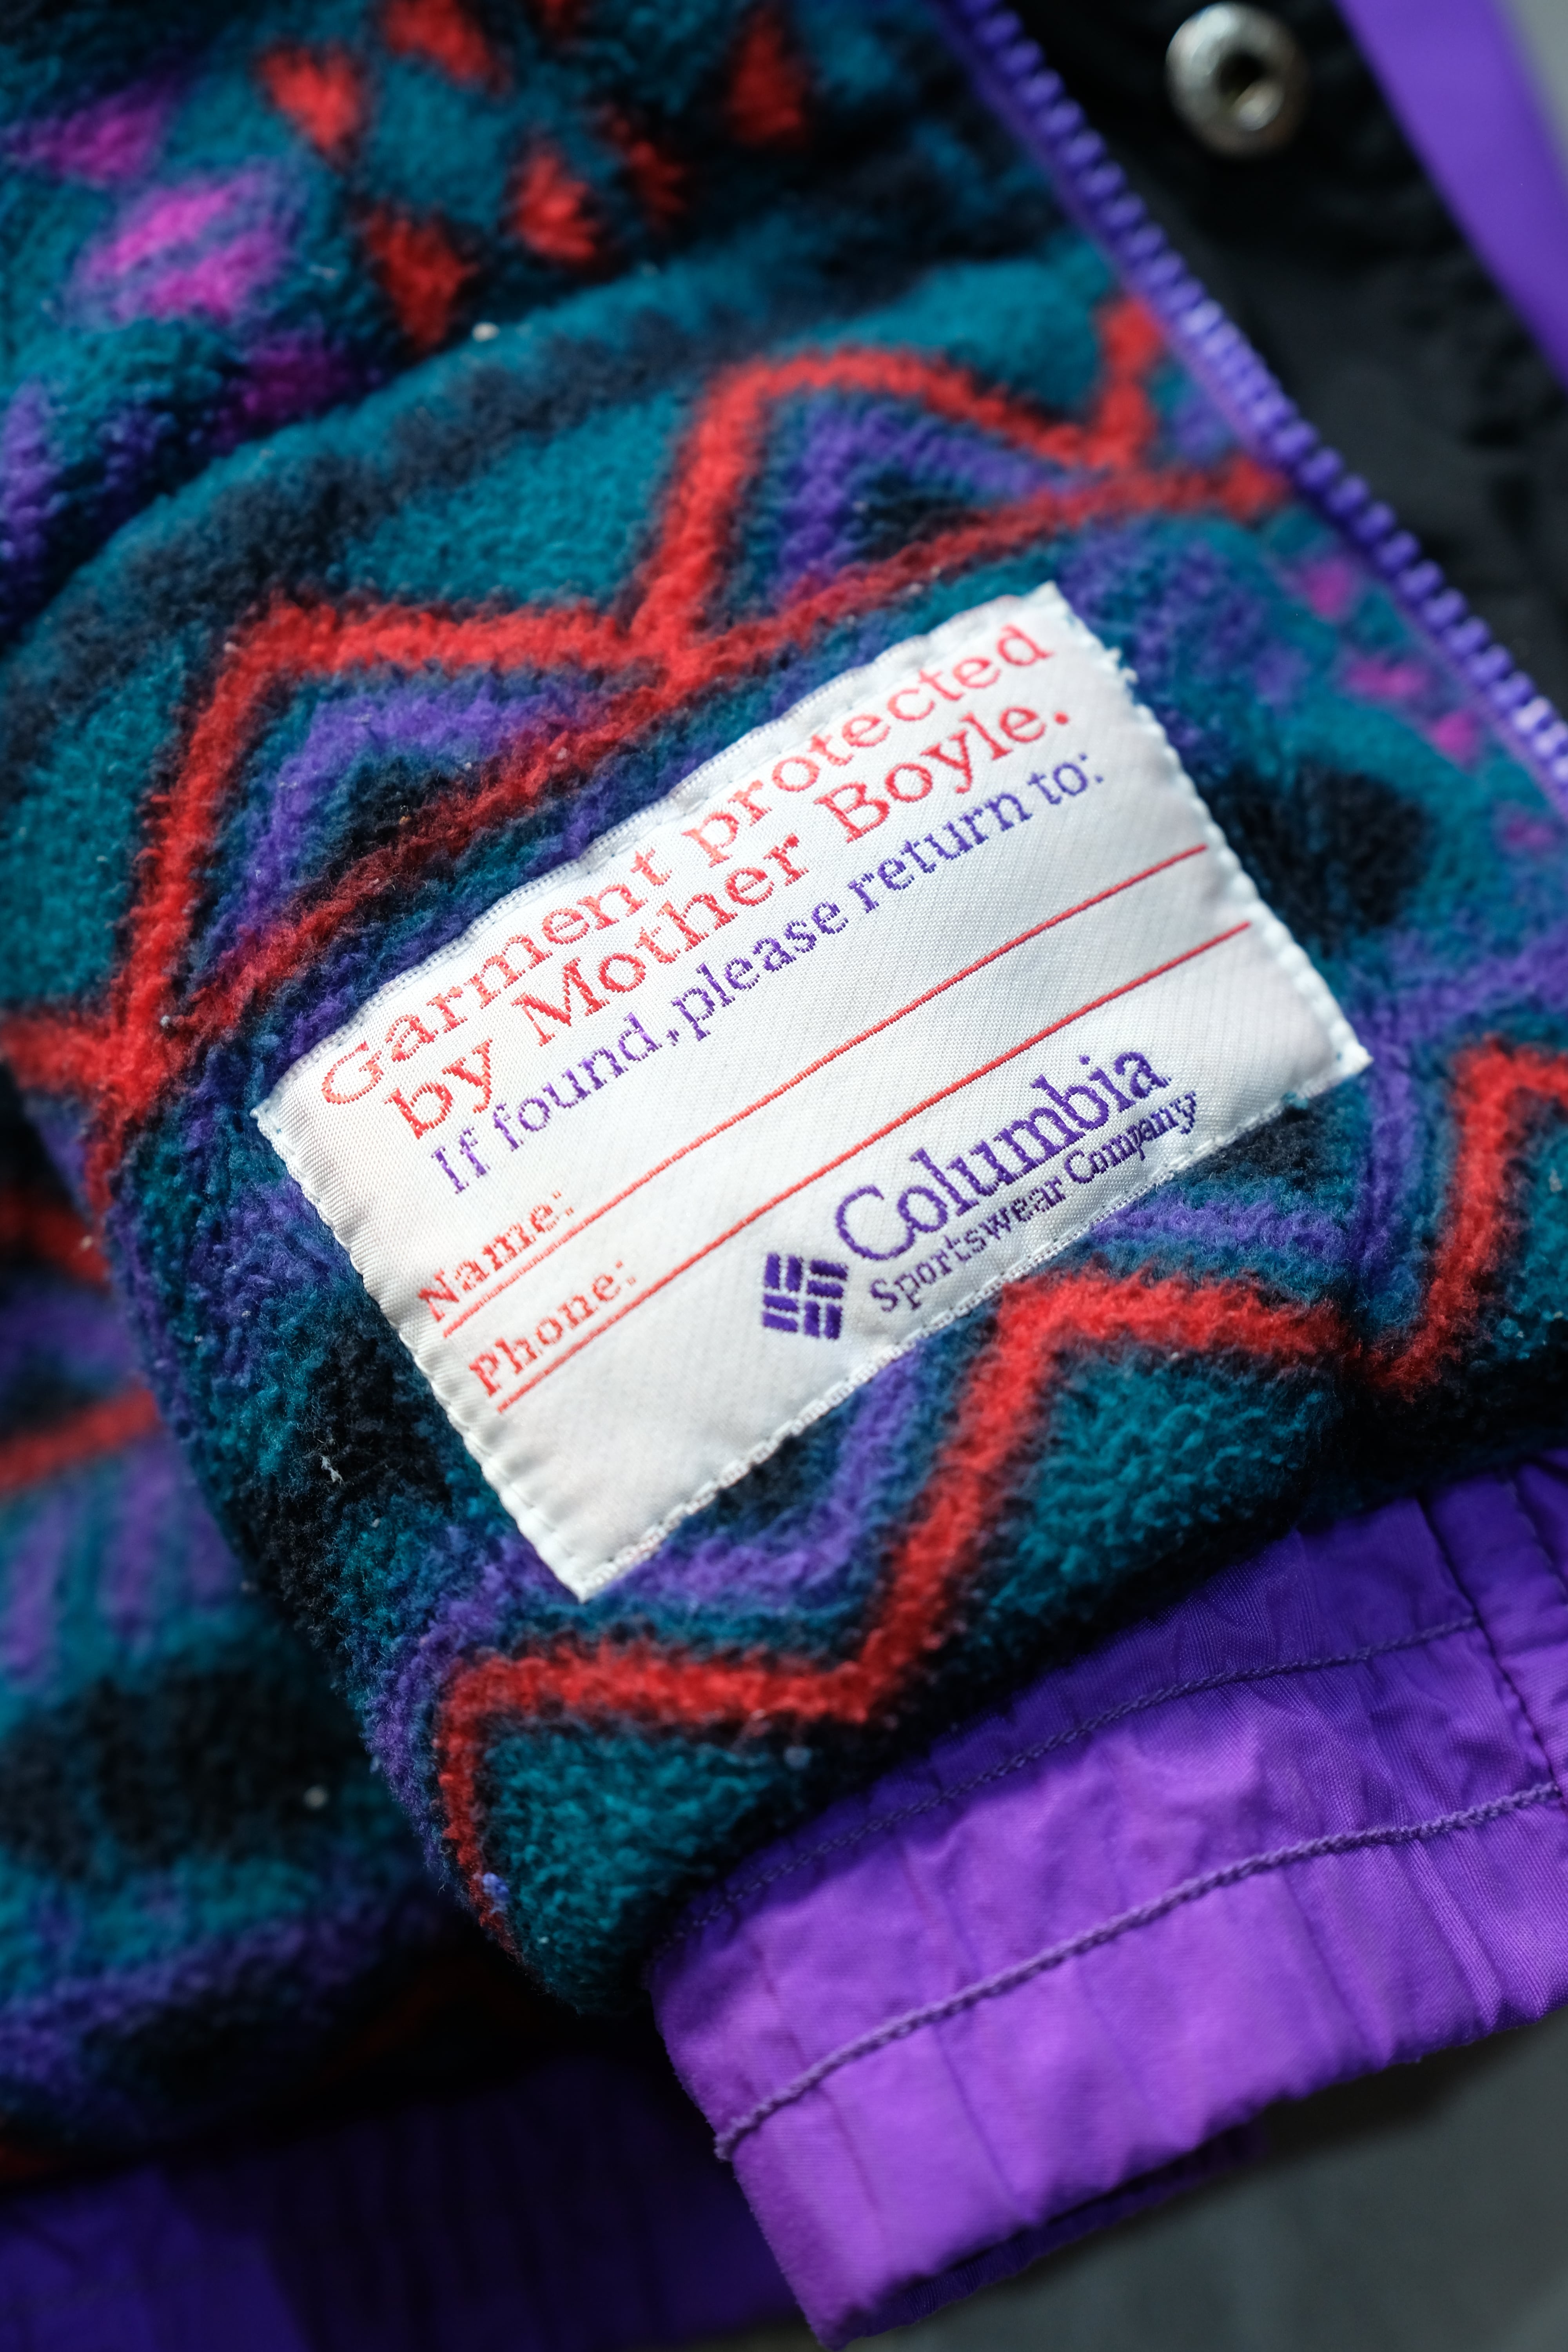 Garment protected
by Mother Boyle.
If found, please return to:
Name:
Phone:
Columbia
Sportswear Company